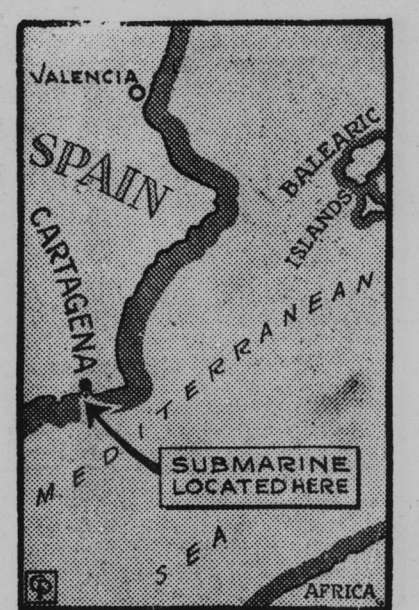 VALENCIA
SPAIN
BALEARIC
ISLANDS
CARTAGENA
MEDITERRANEAN
SEA
SUBMARINE
LOCATED HERE
AFRICA